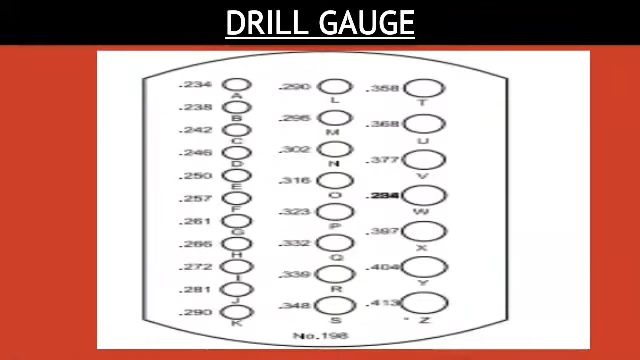 DRILL GAUGE
.234
A
.238
B
.242
C
.246
D
.250
E
.257
F
.261
G
.266
H
.272
I
.281
J
.290
K
.290
L
.295
M
.302
N
.316
O
.323
P
.332
Q
.339
R
.348
S
.358
T
.368
U
.377
V
W
.397
X
.404
Y
.413
Z
No.198